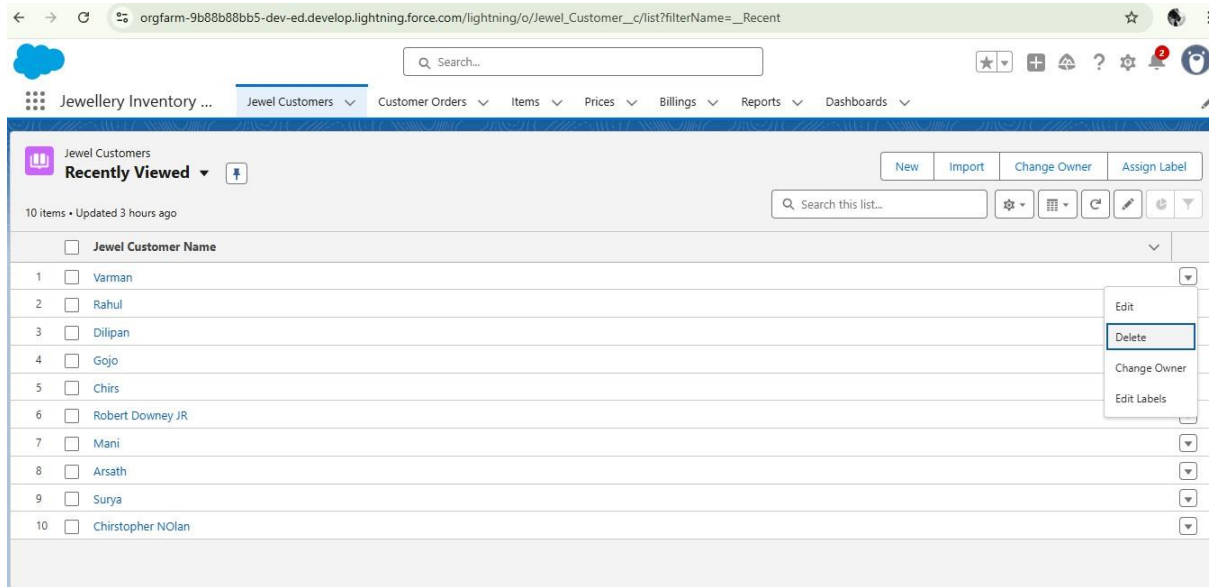 orgfarm-9b88b88bb5-dev-ed.develop.lightning.force.com/lightning/o/Jewel_Customer__c/list?filterName=__Recent
Search...
2
Jewellery Inventory ... Jewel Customers Customer Orders Items Prices Billings Reports Dashboards
Jewel Customers
Recently Viewed
New Import Change Owner Assign Label
10 items • Updated 3 hours ago
Search this list...
Jewel Customer Name
1 Varman
2 Rahul
3 Dilipan
4 Gojo
5 Chirs
6 Robert Downey JR
7 Mani
8 Arsath
9 Surya
10 Chirstopher NOlan
Edit
Delete
Change Owner
Edit Labels